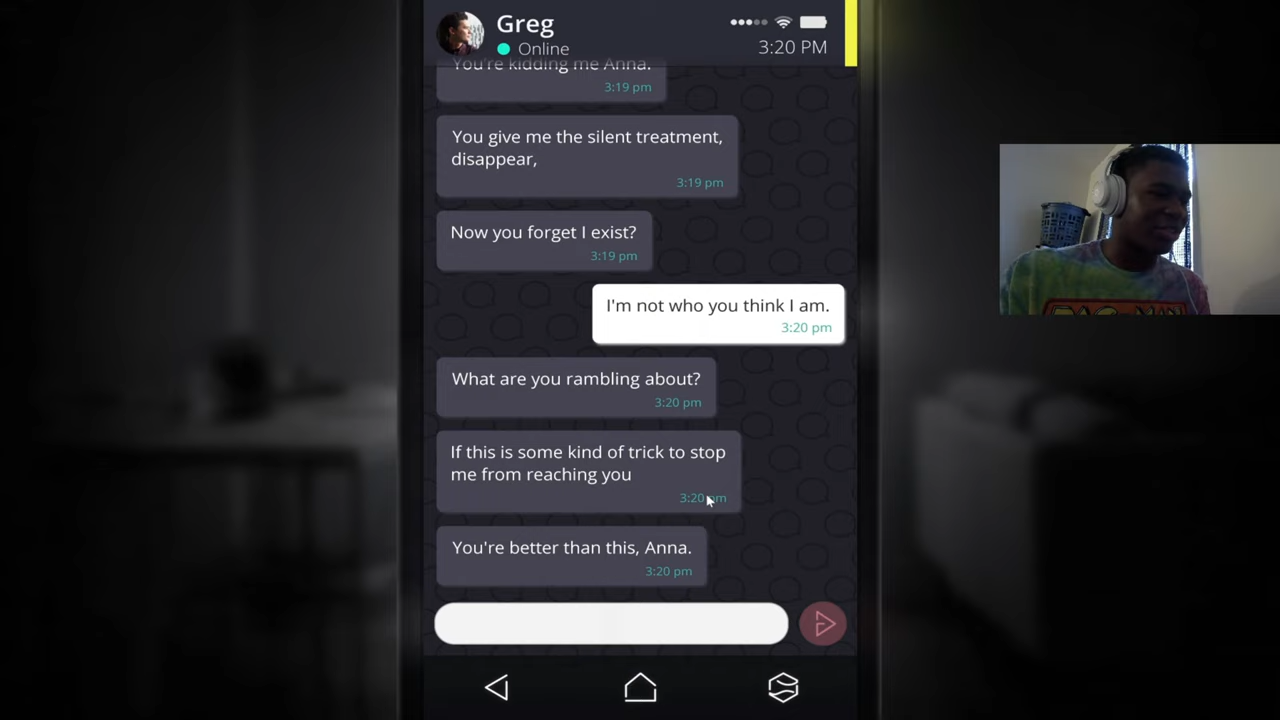 Greg
Online
3:20 PM
You're kidding me Anna.
3:19 pm
You give me the silent treatment,
disappear,
3:19 pm
Now you forget I exist?
3:19 pm
I'm not who you think I am.
3:20 pm
What are you rambling about?
3:20 pm
If this is some kind of trick to stop
me from reaching you
3:20 pm
You're better than this, Anna.
3:20 pm